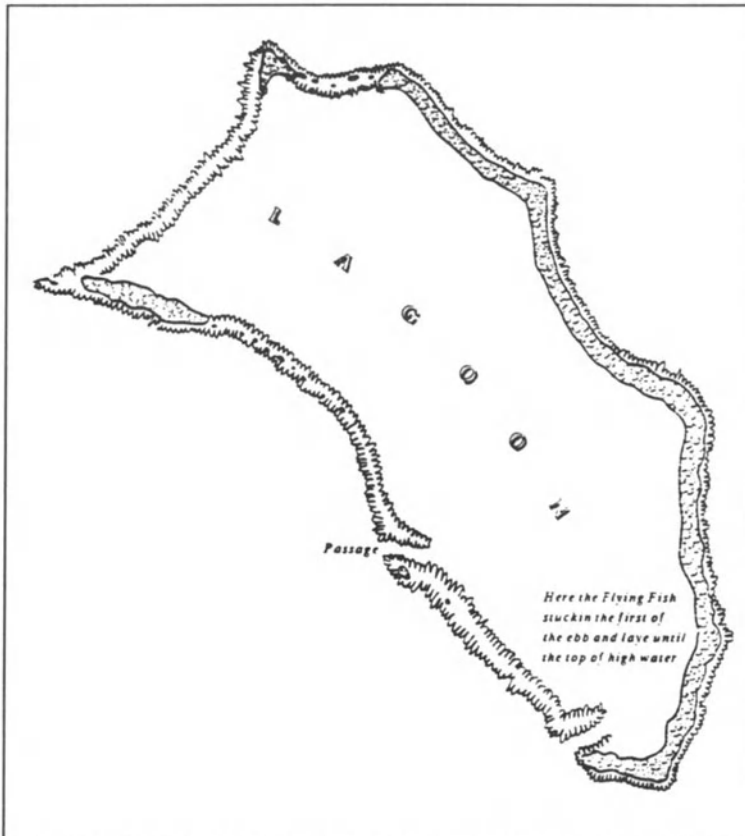 LAGOON
Passage
Here the Flying Fish
stuckin the first of
the ebb and laye until
the top of high water